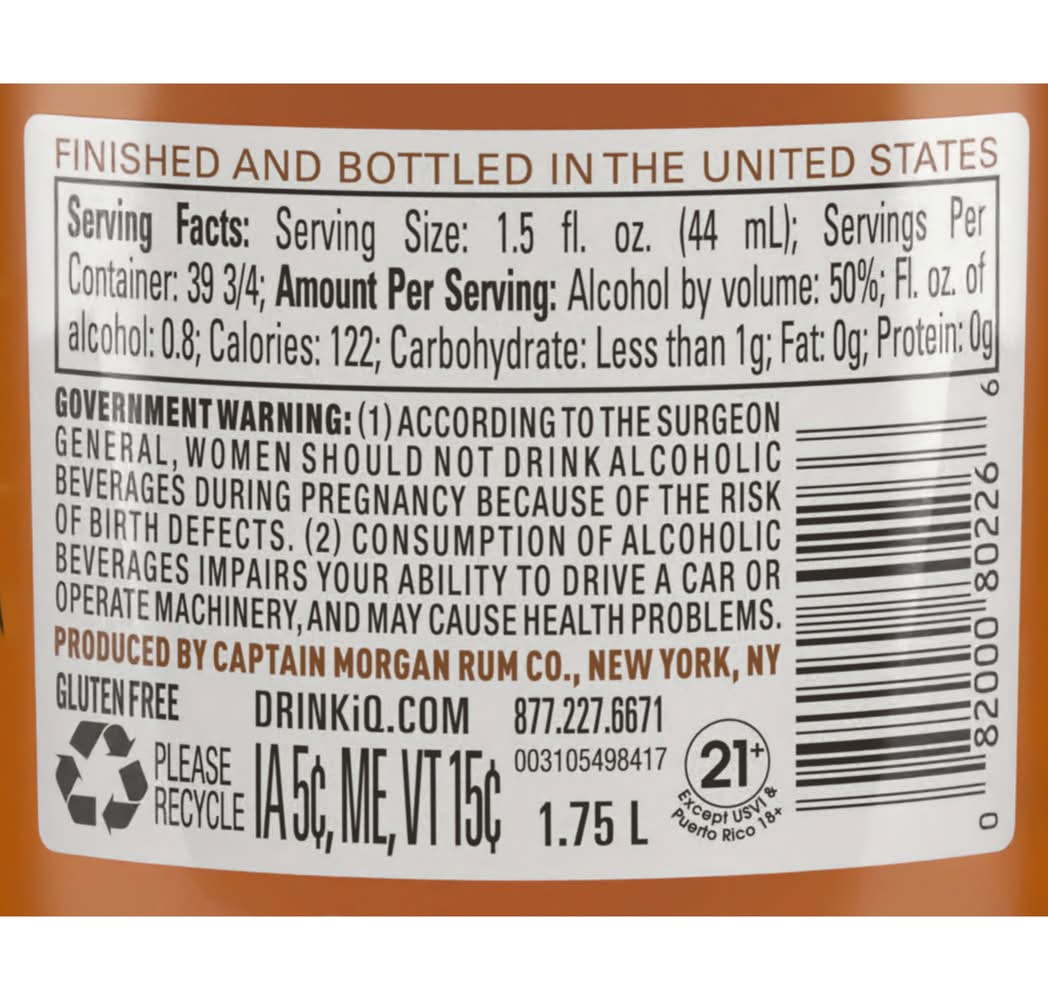 FINISHED AND BOTTLED IN THE UNITED STATES
Serving Facts: Serving Size: 1.5 fl. oz. (44 mL); Servings Per
Container: 39 3/4; Amount Per Serving: Alcohol by volume: 50%; Fl. oz. of
alcohol: 0.8; Calories: 122; Carbohydrate: Less than 1g; Fat: 0g; Protein: 0g
GOVERNMENT WARNING: (1) ACCORDING TO THE SURGEON
GENERAL, WOMEN SHOULD NOT DRINK ALCOHOLIC
BEVERAGES DURING PREGNANCY BECAUSE OF THE RISK
OF BIRTH DEFECTS. (2) CONSUMPTION OF ALCOHOLIC
BEVERAGES IMPAIRS YOUR ABILITY TO DRIVE A CAR OR
OPERATE MACHINERY, AND MAY CAUSE HEALTH PROBLEMS.
PRODUCED BY CAPTAIN MORGAN RUM CO., NEW YORK, NY
GLUTEN FREE
DRINKiQ.COM 877.227.6671
003105498417
PLEASE
RECYCLE
IA 5¢, ME, VT 15¢
1.75 L
21+
Except USVI &
Puerto Rico 18+
0 82000 80226 9